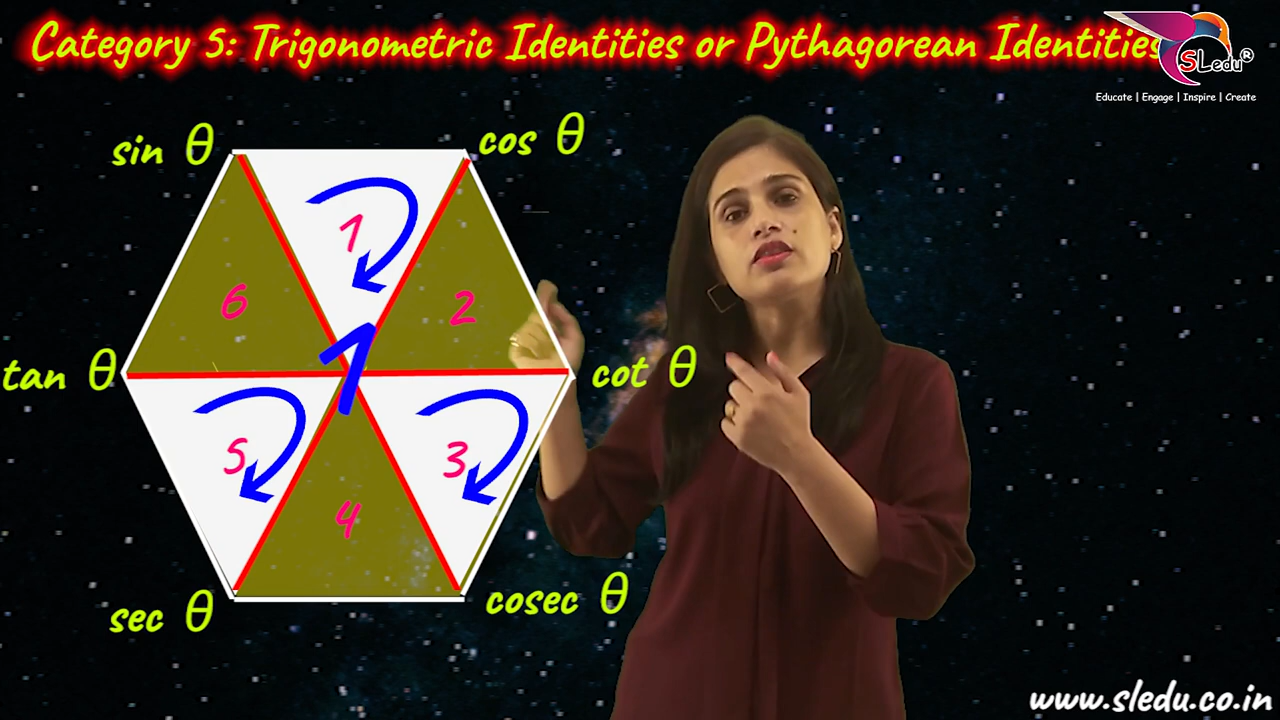 Category 5: Trigonometric Identities or Pythagorean Identities
SLedu®
Educate | Engage | Inspire | Create
sin θ
cos θ
1
6
2
1
tan θ
cot θ
5
3
4
sec θ
cosec θ
www.sledu.co.in